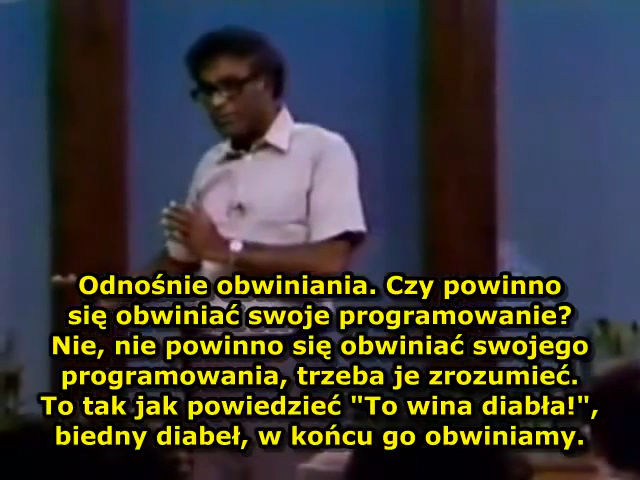 Odnośnie obwiniania. Czy powinno
się obwiniać swoje programowanie?
Nie, nie powinno się obwiniać swojego
programowania, trzeba je zrozumieć.
To tak jak powiedzieć "To wina diabła!",
biedny diabeł, w końcu go obwiniamy.